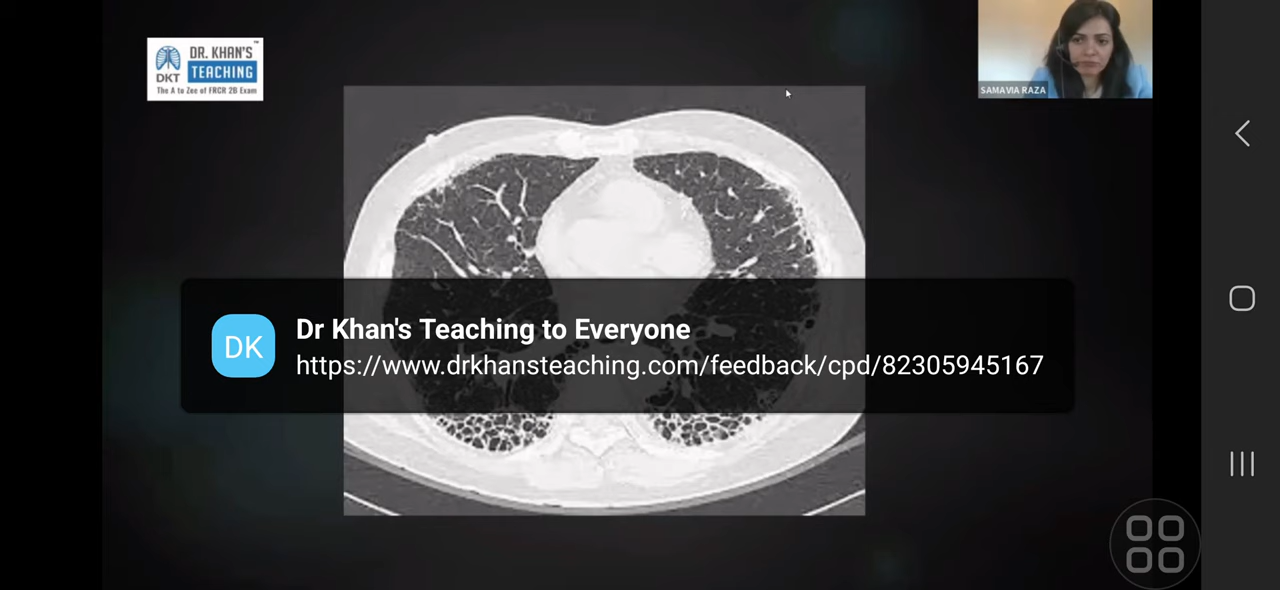 DR. KHAN'S
TEACHING
DKT
The A to Zee of FRCR 2B Exam
SAMAVIA RAZA
DK
Dr Khan's Teaching to Everyone
https://www.drkhansteaching.com/feedback/cpd/82305945167